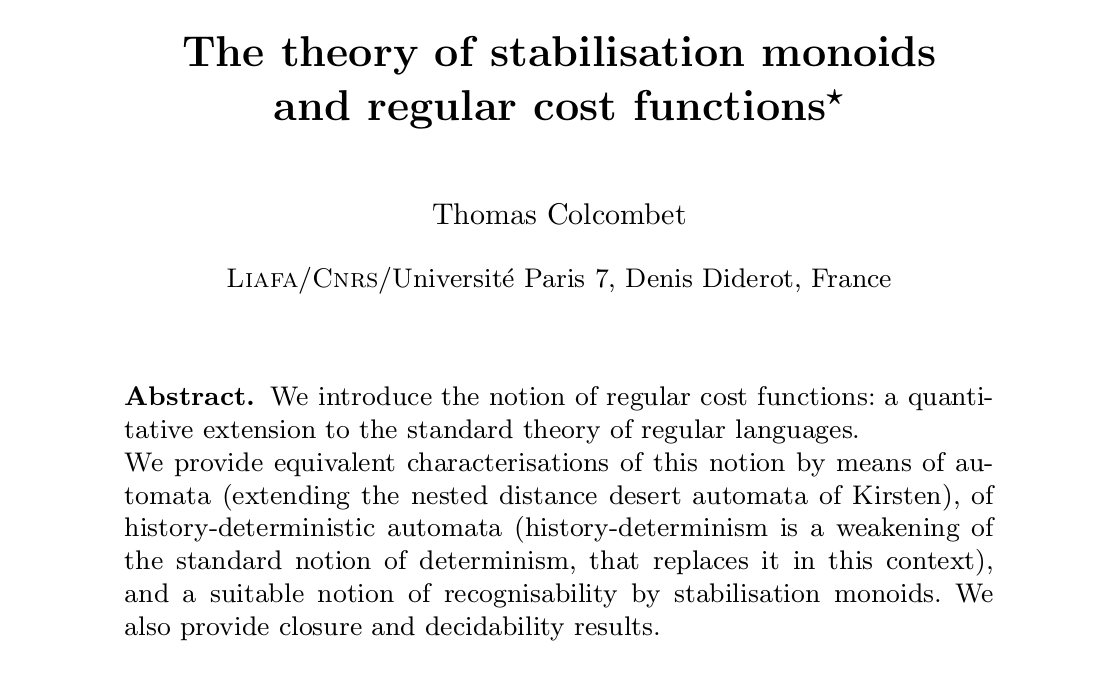 The theory of stabilisation monoids
and regular cost functions⋆
Thomas Colcombet
Liafa/Cnrs/Université Paris 7, Denis Diderot, France
Abstract. We introduce the notion of regular cost functions: a quanti-
tative extension to the standard theory of regular languages.
We provide equivalent characterisations of this notion by means of au-
tomata (extending the nested distance desert automata of Kirsten), of
history-deterministic automata (history-determinism is a weakening of
the standard notion of determinism, that replaces it in this context),
and a suitable notion of recognisability by stabilisation monoids. We
also provide closure and decidability results.